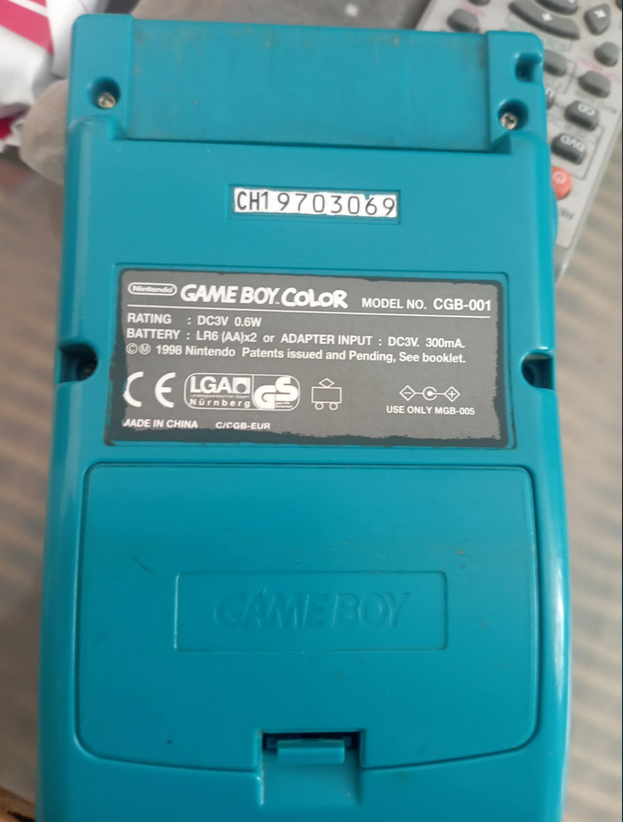 CH19703069
Nintendo GAME BOY COLOR MODEL NO. CGB-001
RATING : DC3V 0.6W
BATTERY : LR6 (AA)x2 or ADAPTER INPUT : DC3V. 300mA.
©Ⓜ 1998 Nintendo Patents issued and Pending, See booklet.
CE LGA GS
Nürnberg
USE ONLY MGB-005
MADE IN CHINA C/CGB-EUR
GAME BOY
DVD